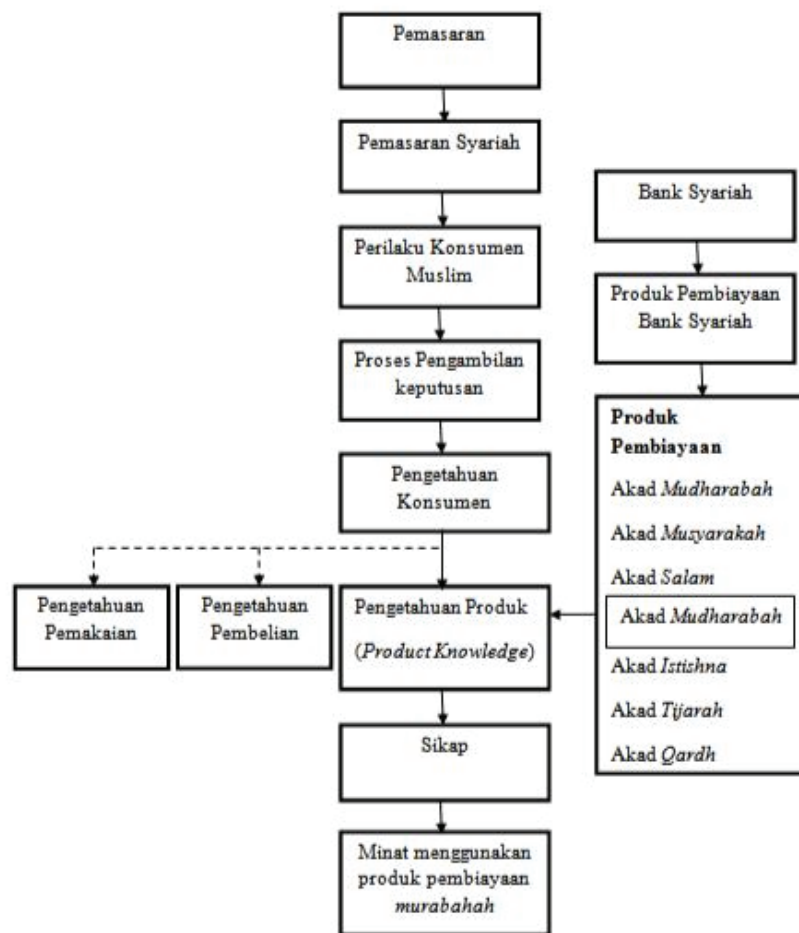 Pemasaran
Pemasaran Syariah
Perilaku Konsumen
Muslim
Proses Pengambilan
keputusan
Pengetahuan
Konsumen
Pengetahuan
Pemakaian
Pengetahuan
Pembelian
Pengetahuan Produk
(Product Knowledge)
Sikap
Minat menggunakan
produk pembiayaan
murabahah
Bank Syariah
Produk Pembiayaan
Bank Syariah
Produk
Pembiayaan
Akad Mudharabah
Akad Musyarakah
Akad Salam
Akad Mudharabah
Akad Istishna
Akad Tijarah
Akad Qardh